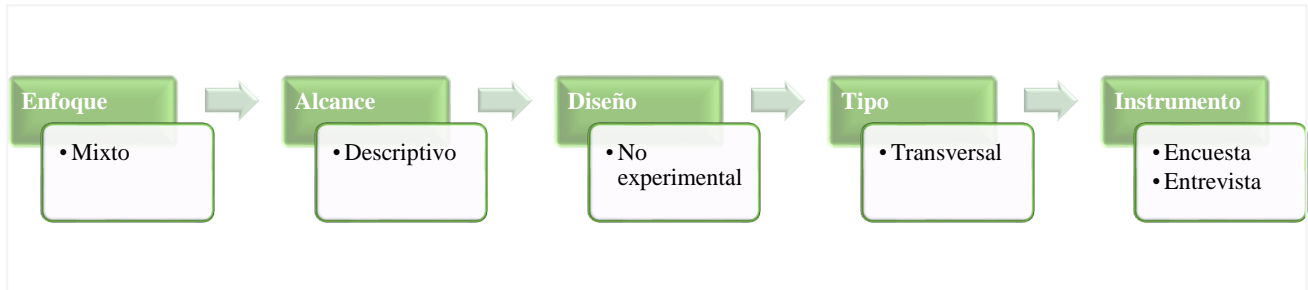 Enfoque
• Mixto
Alcance
• Descriptivo
Diseño
• No
experimental
Tipo
• Transversal
Instrumento
• Encuesta
• Entrevista